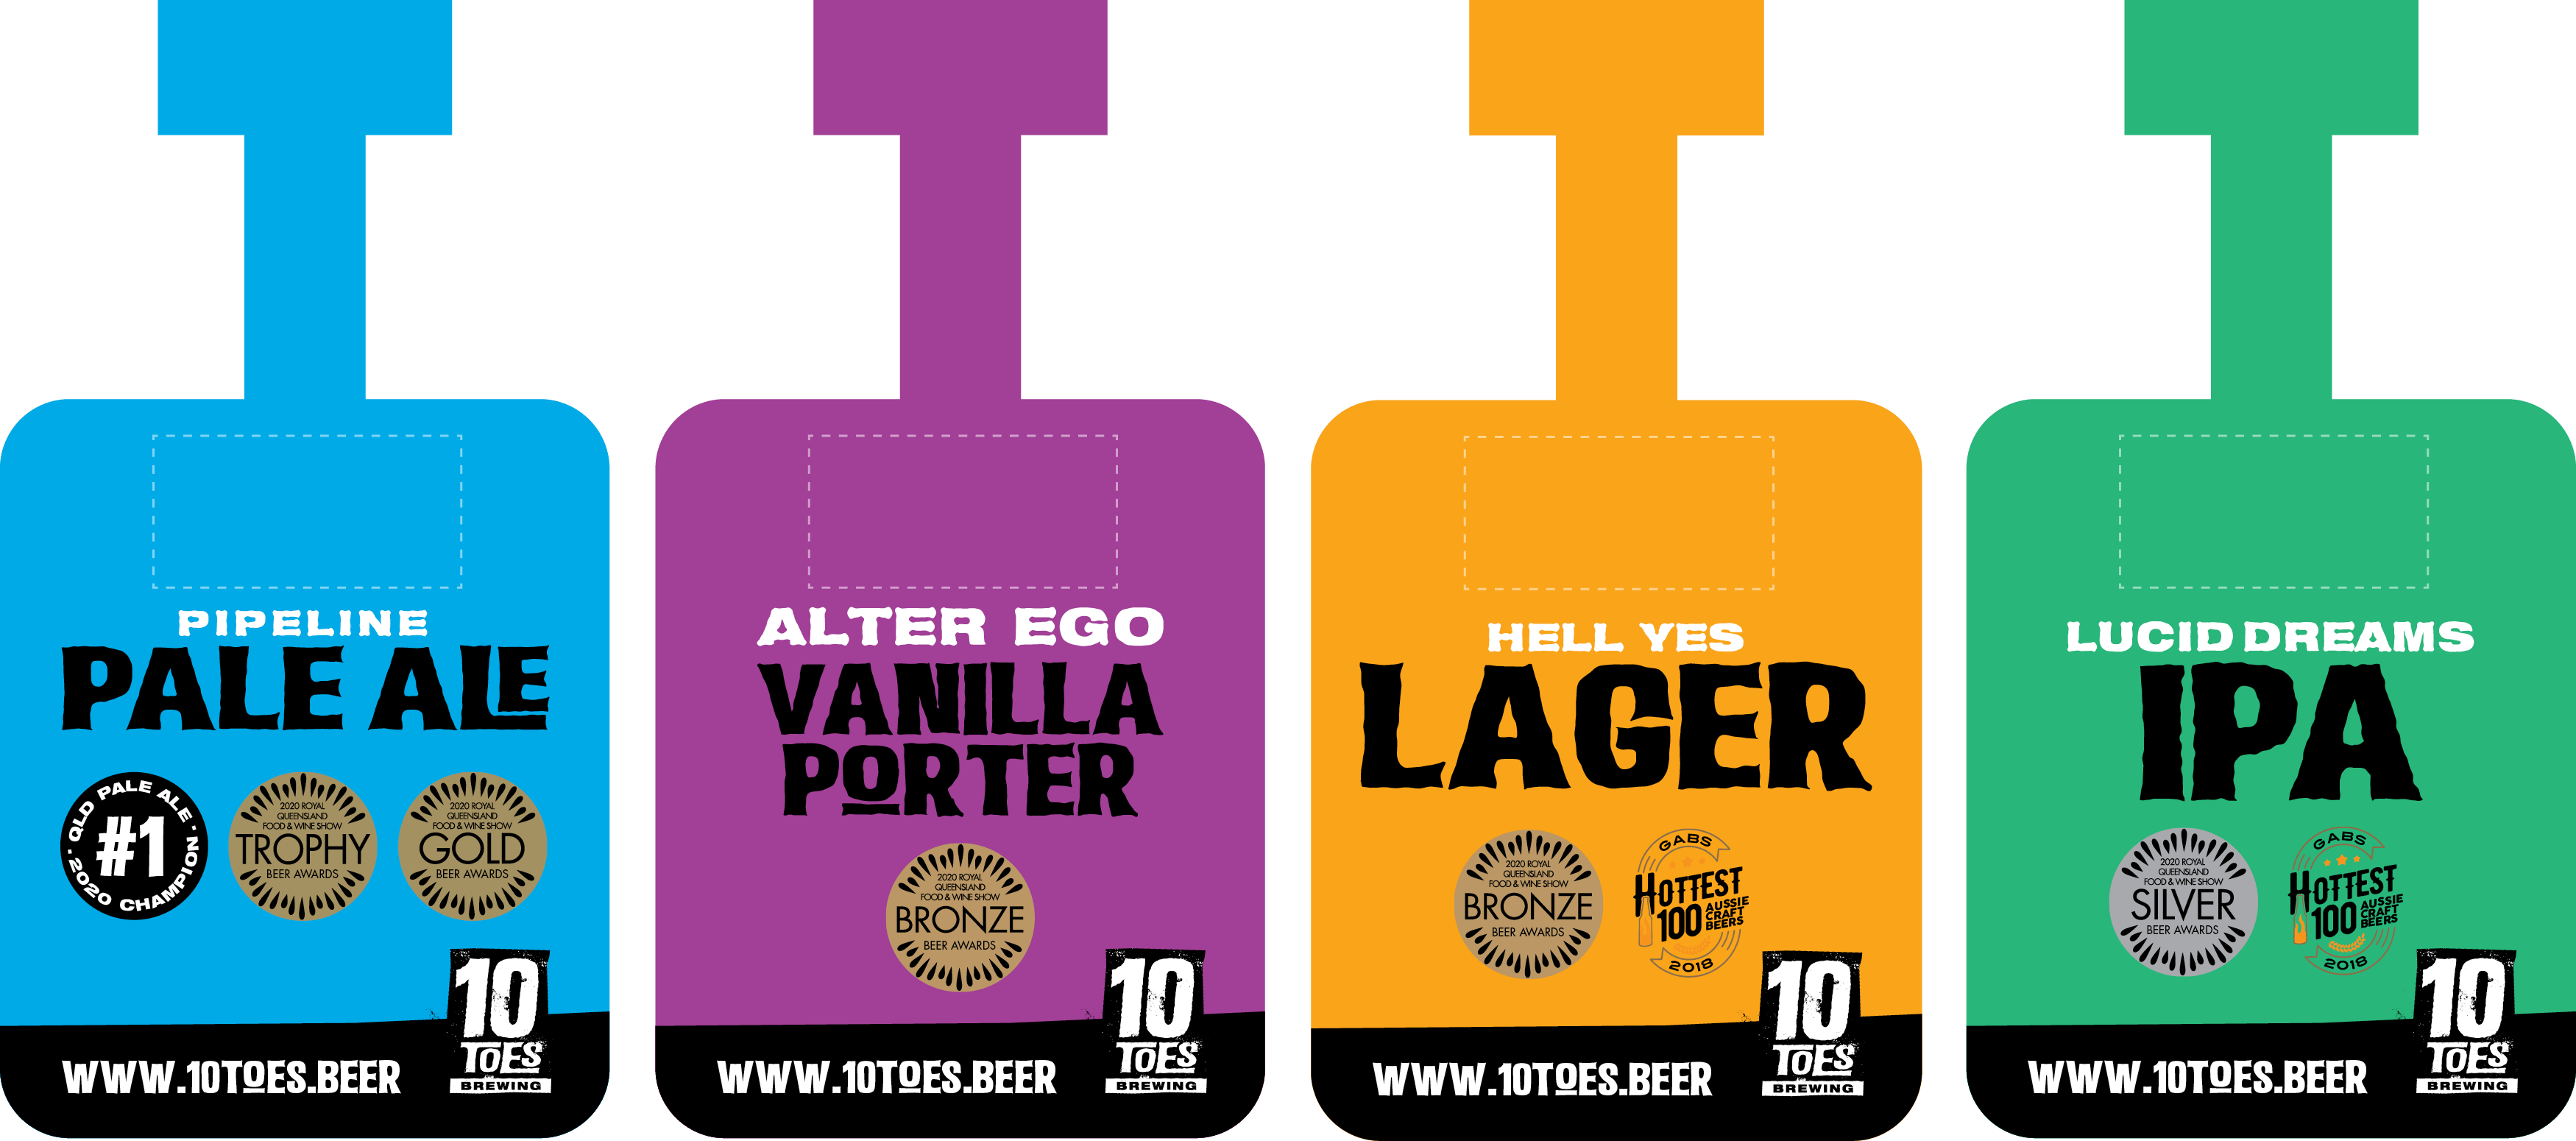 PIPELINE
PALE ALE
QLD PALE ALE · 2020 CHAMPION ·
#1
2020 ROYAL
QUEENSLAND
FOOD & WINE SHOW
TROPHY
BEER AWARDS
2020 ROYAL
QUEENSLAND
FOOD & WINE SHOW
GOLD
BEER AWARDS
WWW.10TOES.BEER
10
TOES
BREWING
ALTER EGO
VANILLA
PORTER
2020 ROYAL
QUEENSLAND
FOOD & WINE SHOW
BRONZE
BEER AWARDS
WWW.10TOES.BEER
10
TOES
BREWING
HELL YES
LAGER
2020 ROYAL
QUEENSLAND
FOOD & WINE SHOW
BRONZE
BEER AWARDS
GABS
HOTTEST
100 AUSSIE
CRAFT
BEERS
2018
WWW.10TOES.BEER
10
TOES
BREWING
LUCID DREAMS
IPA
2020 ROYAL
QUEENSLAND
FOOD & WINE SHOW
SILVER
BEER AWARDS
GABS
HOTTEST
100 AUSSIE
CRAFT
BEERS
2018
WWW.10TOES.BEER
10
TOES
BREWING